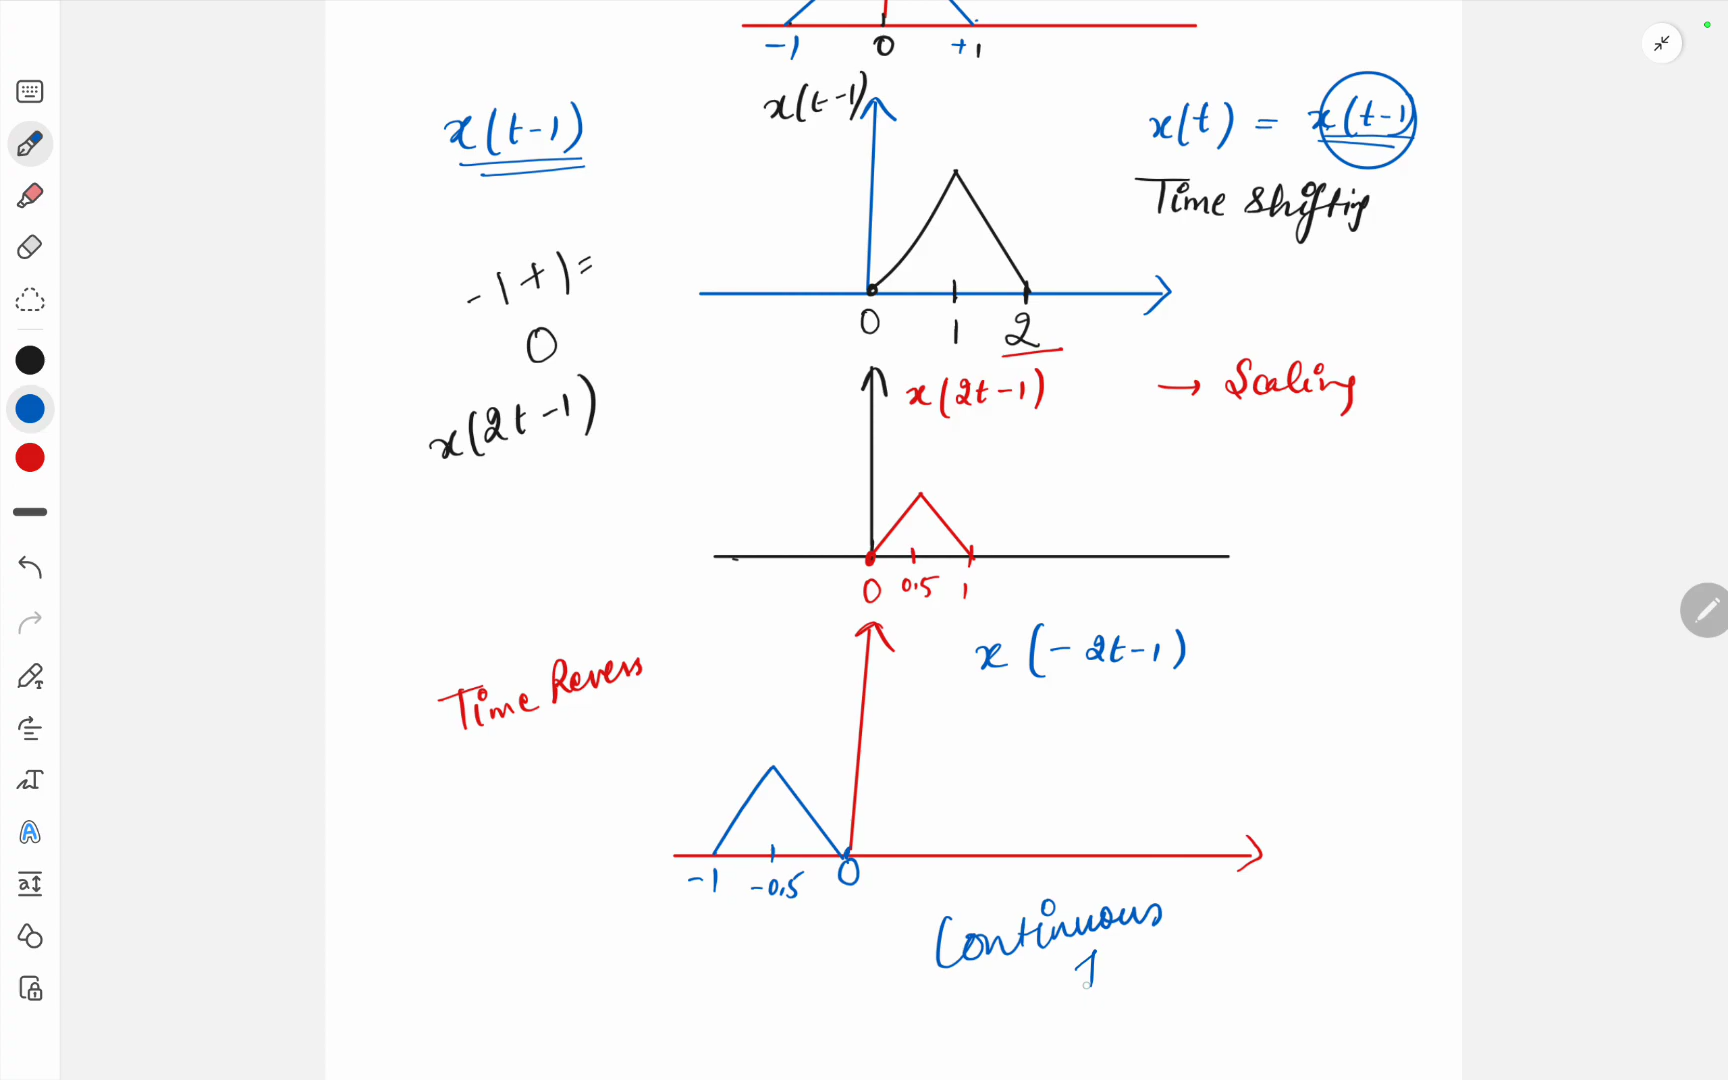 -1 0 +1
x(t-1)
x(t-1)
x(t) = x(t-1)
Time Shifting
-1+1=
0
0 1 2
x(2t-1)
x(2t-1)
→ Scaling
0 0.5 1
x(-2t-1)
Time Revers
-1 -0.5 0
Continuous